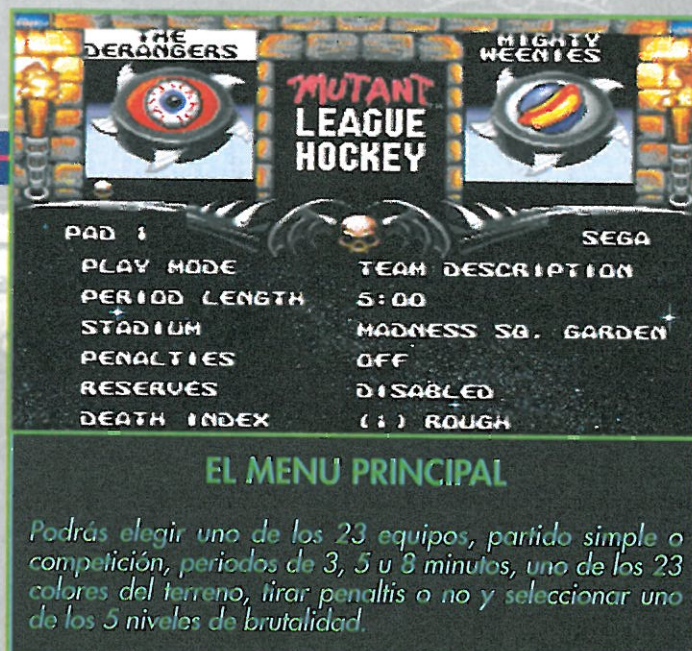 THE
DERANGERS
MIGHTY
WEENIES
MUTANT
LEAGUE
HOCKEY
PAD 1
SEGA
PLAY MODE TEAM DESCRIPTION
PERIOD LENGTH 5:00
STADIUM MADNESS SQ. GARDEN
PENALTIES OFF
RESERVES DISABLED
DEATH INDEX (1) ROUGH
EL MENU PRINCIPAL
Podrás elegir uno de los 23 equipos, partido simple o
competición, periodos de 3, 5 u 8 minutos, uno de los 23
colores del terreno, tirar penaltis o no y seleccionar uno
de los 5 niveles de brutalidad.